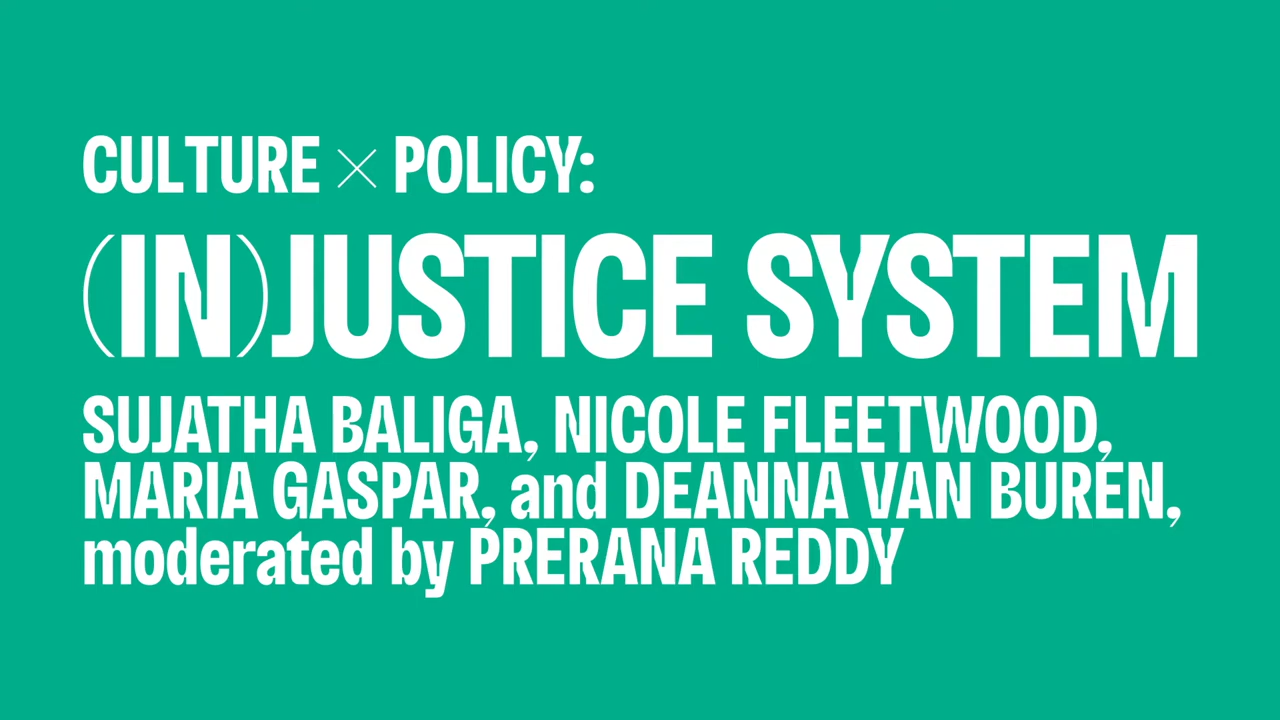 CULTURE × POLICY:
(IN)JUSTICE SYSTEM
SUJATHA BALIGA, NICOLE FLEETWOOD,
MARIA GASPAR, and DEANNA VAN BUREN,
moderated by PRERANA REDDY